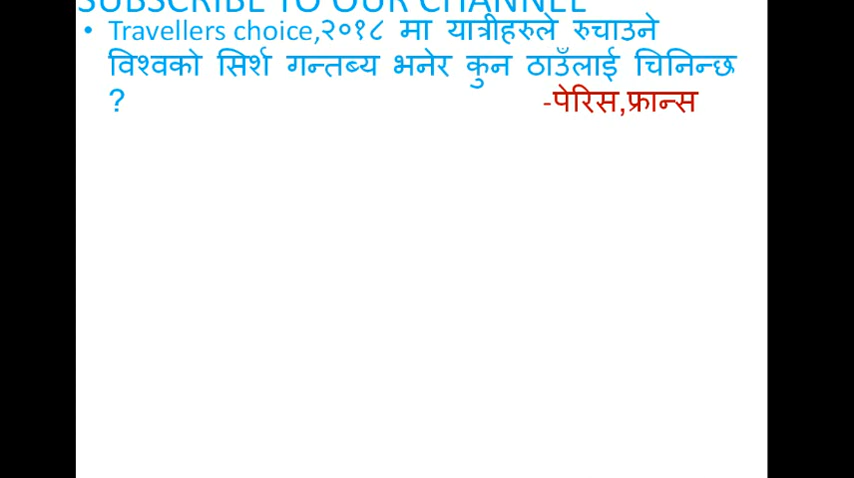 SUBSCRIBE TO OUR CHANNEL
• Travellers choice,२०१८ मा यात्रीहरुले रुचाउने
विश्वको सिर्श गन्तब्य भनेर कुन ठाउँलाई चिनिन्छ
? -पेरिस,फ्रान्स